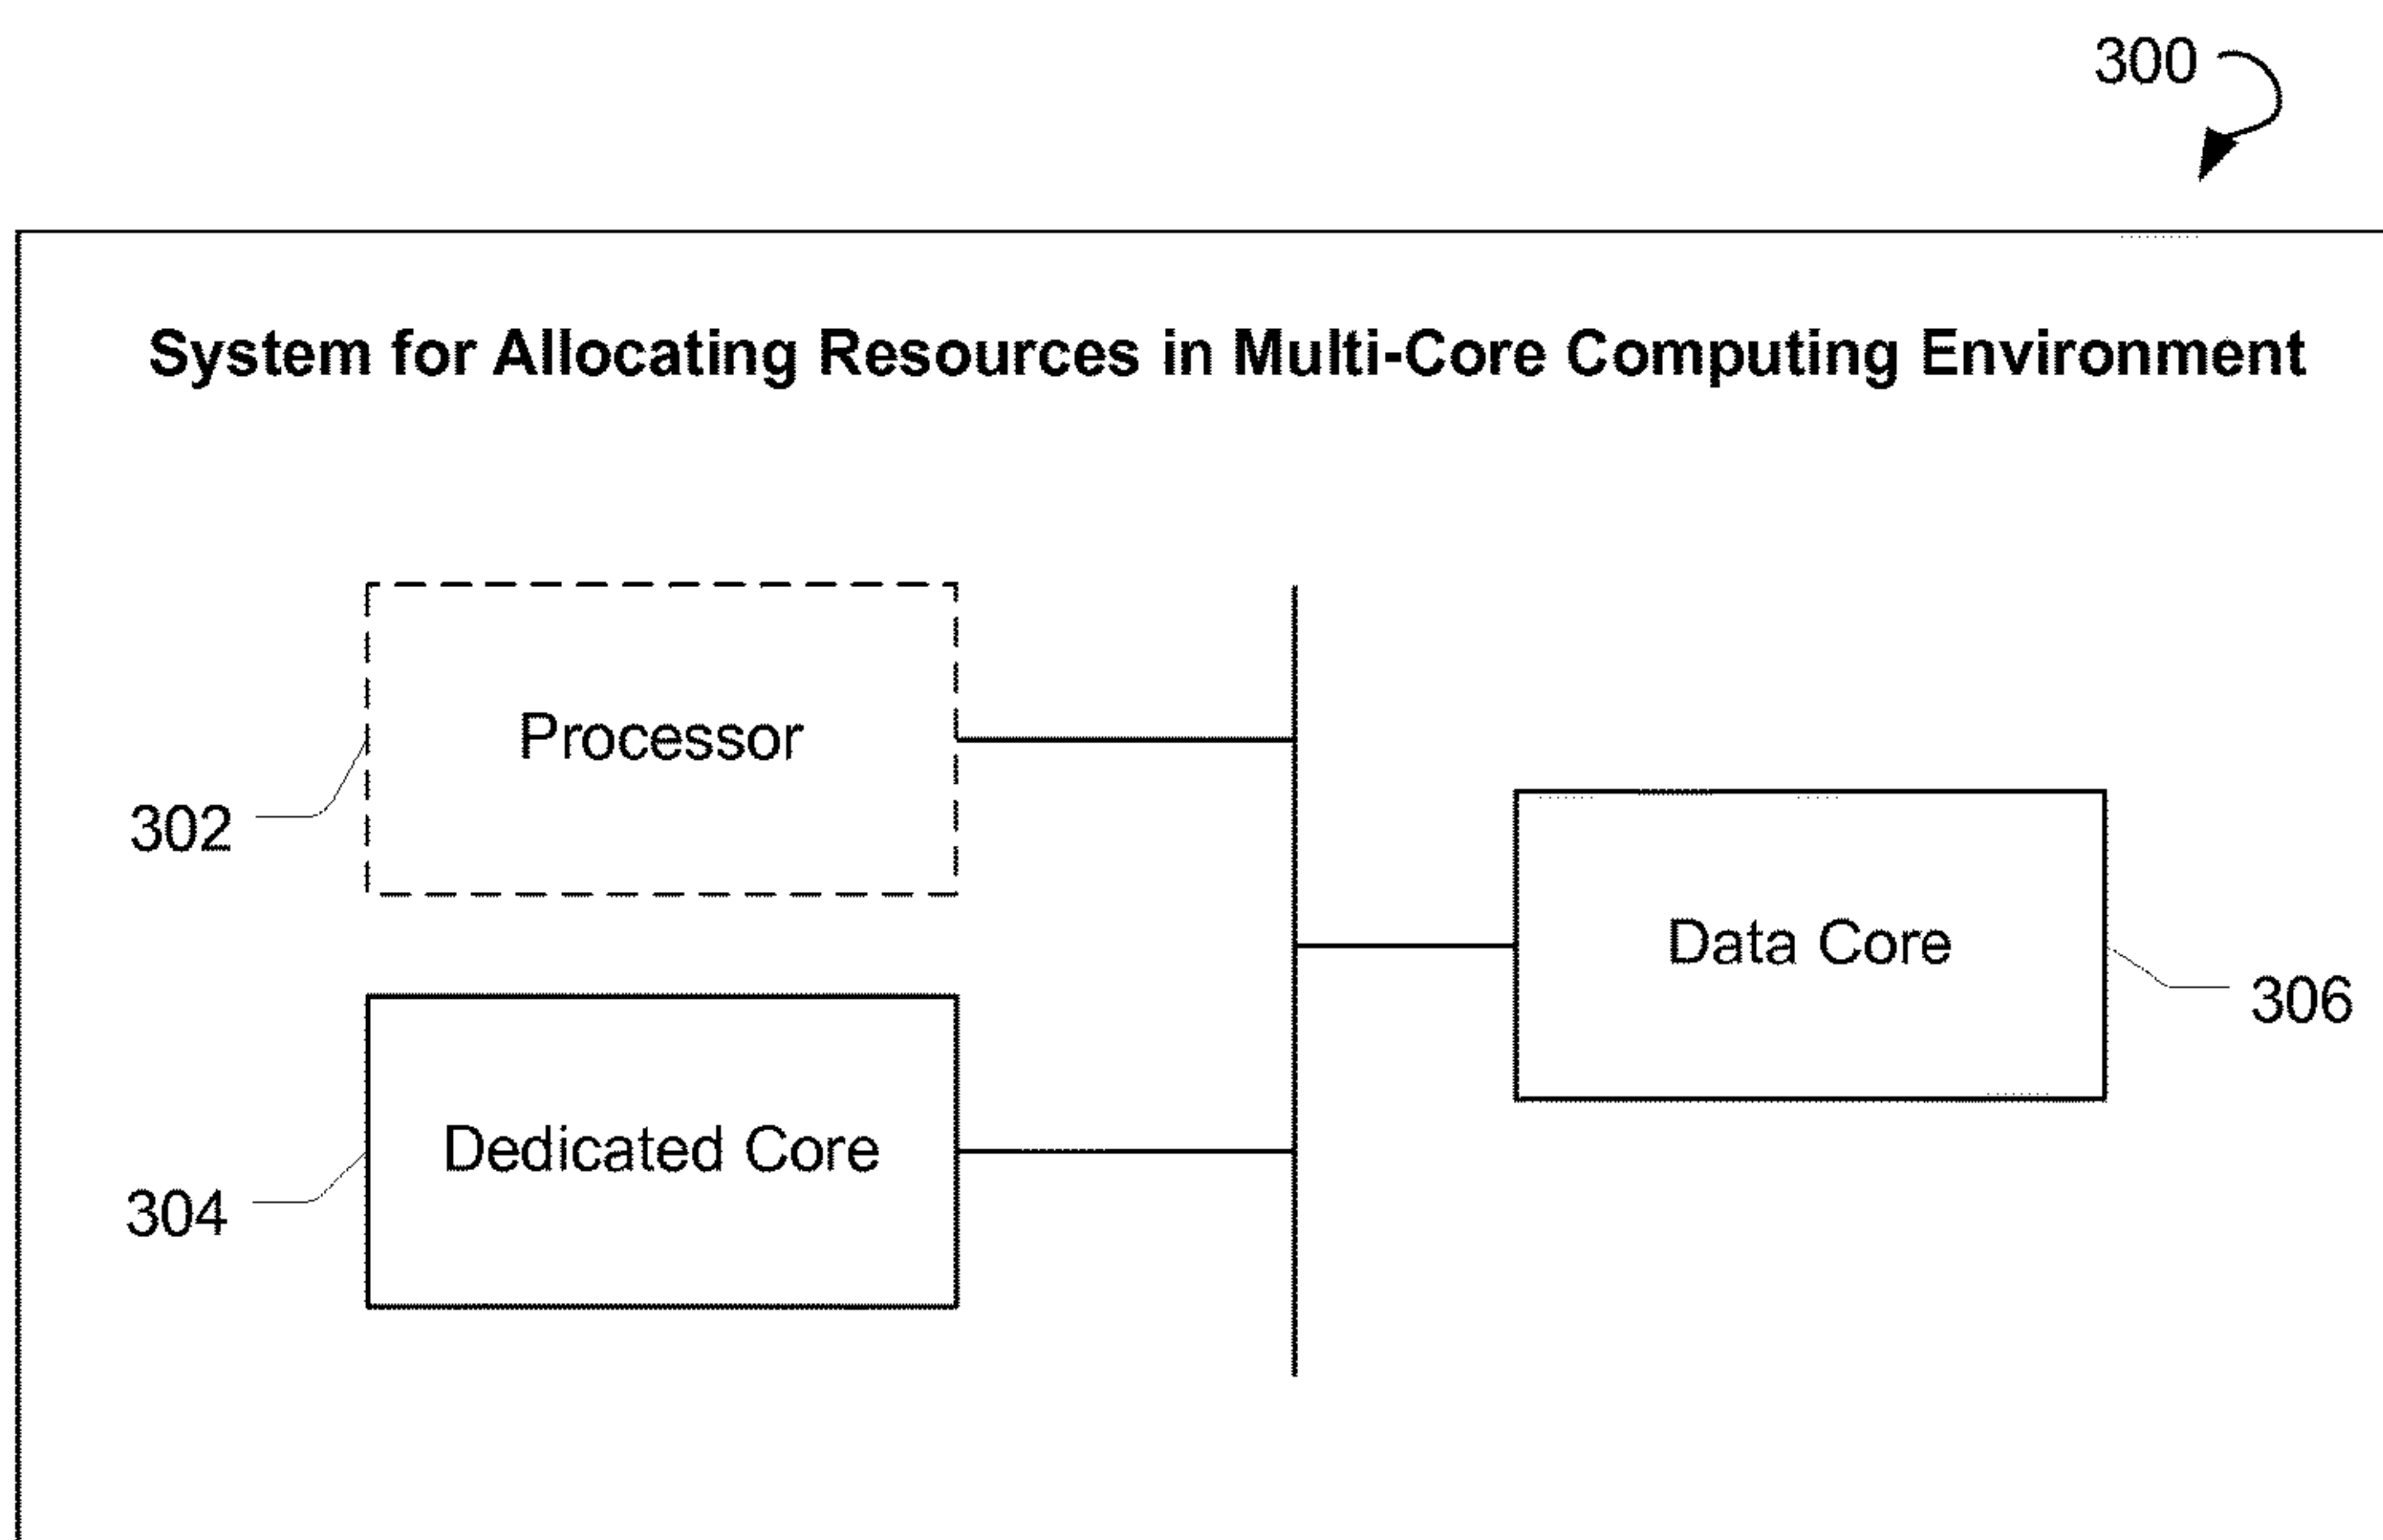 300
System for Allocating Resources in Multi-Core Computing Environment
Processor
302
Data Core
306
Dedicated Core
304